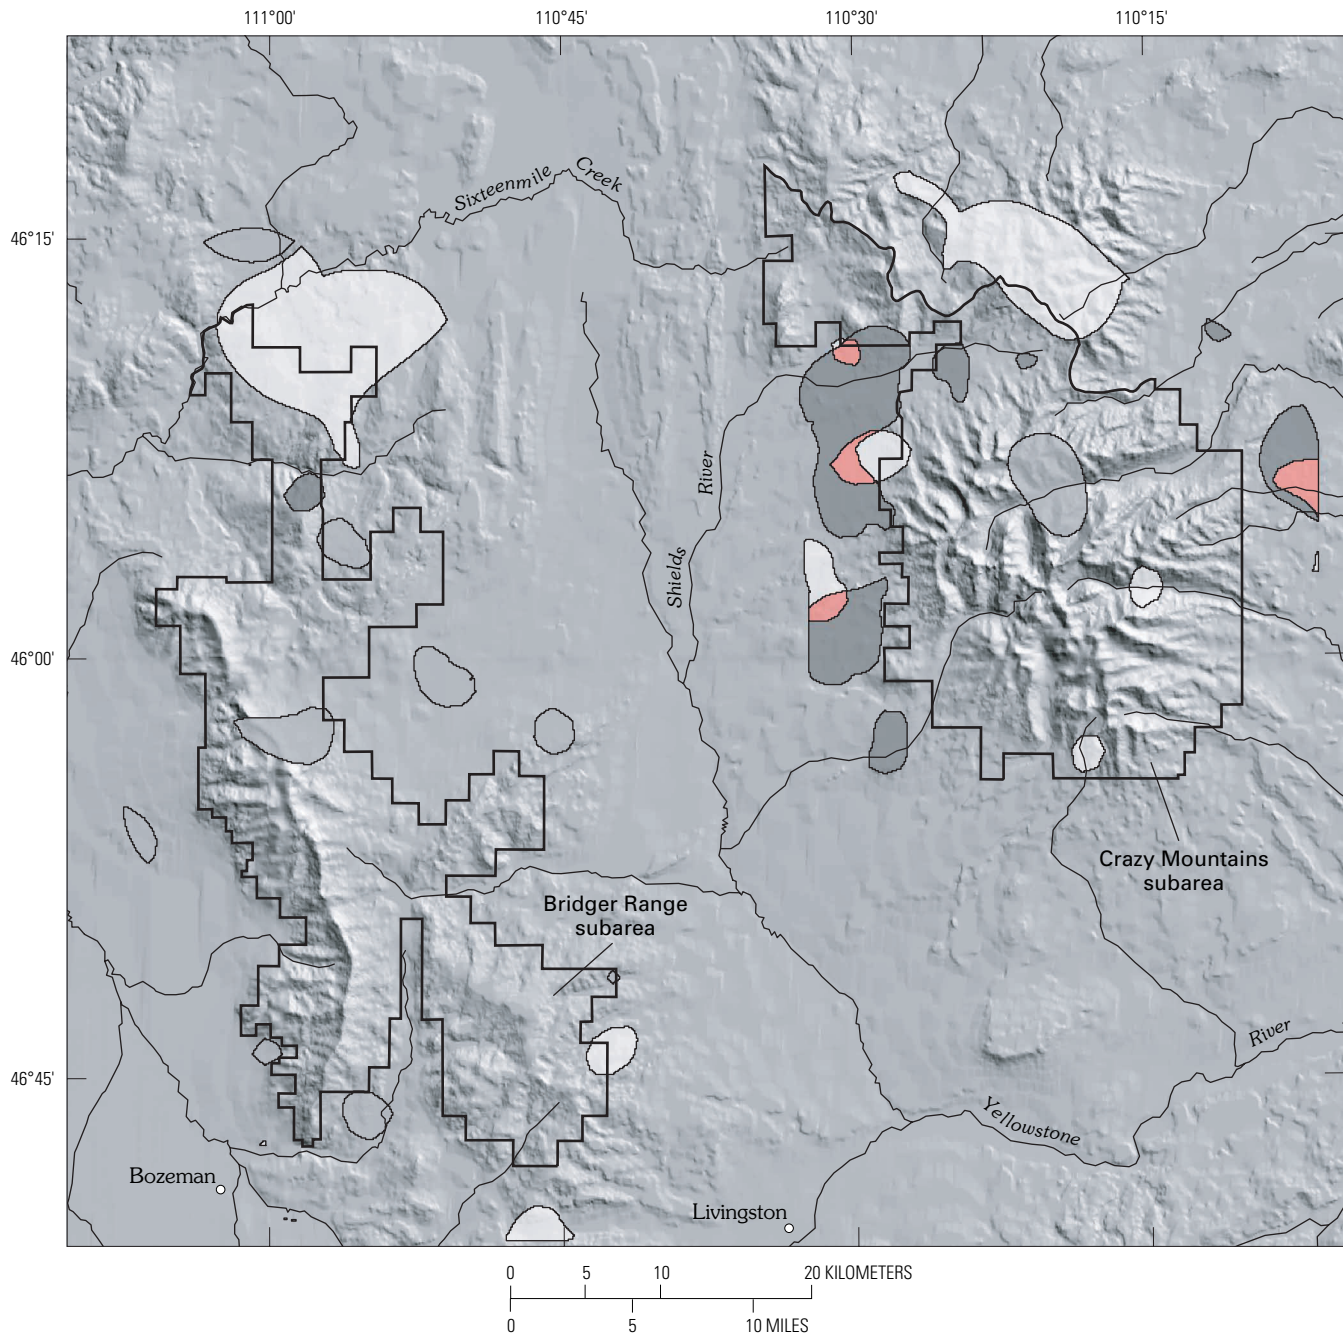 111°00'
110°45'
110°30'
110°15'
Sixteenmile Creek
46°15'
River
Shields
46°00'
Crazy Mountains
subarea
Bridger Range
subarea
River
46°45'
Yellowstone
Bozeman
Livingston
0 5 10 20 KILOMETERS
0 5 10 MILES